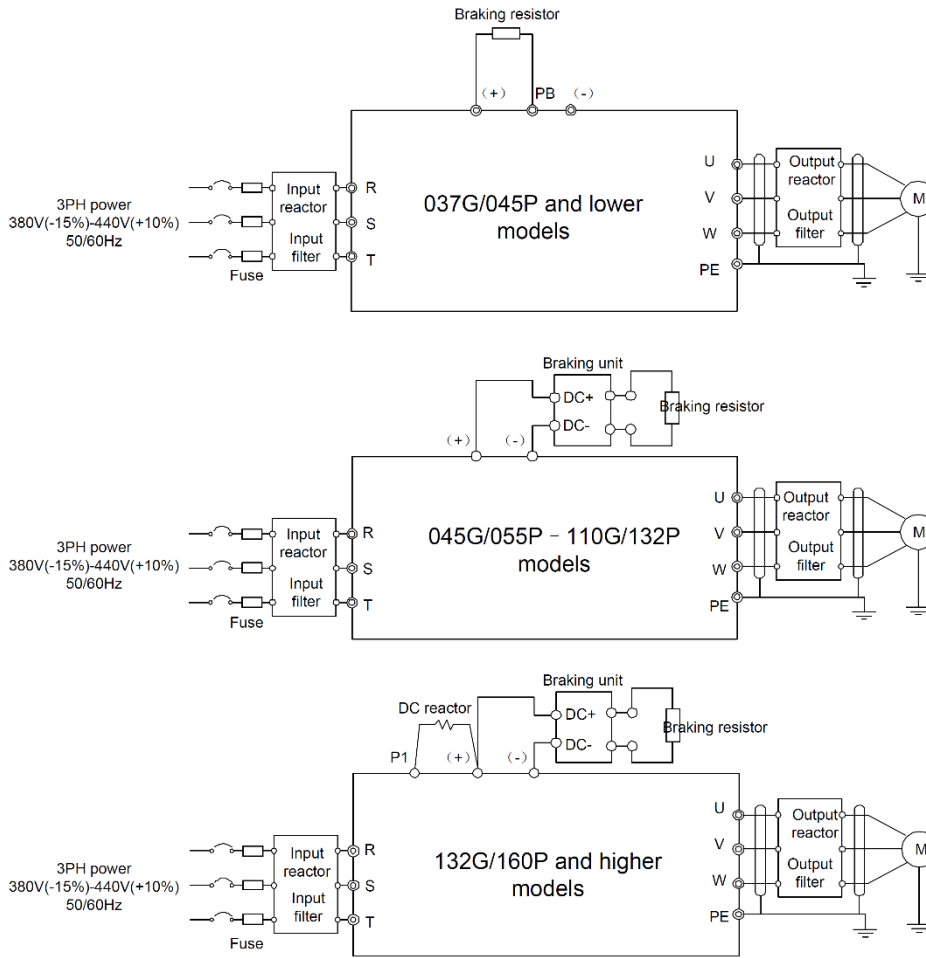 Braking resistor
(+)
PB
(-)
3PH power
380V(-15%)-440V(+10%)
50/60Hz
Fuse
Input
reactor
Input
filter
R
S
T
037G/045P and lower
models
U
V
W
PE
Output
reactor
Output
filter
M
Braking unit
DC+
DC-
Braking resistor
(+)
(-)
3PH power
380V(-15%)-440V(+10%)
50/60Hz
Fuse
Input
reactor
Input
filter
R
S
T
045G/055P – 110G/132P
models
U
V
W
PE
Output
reactor
Output
filter
M
Braking unit
DC reactor
DC+
DC-
Braking resistor
P1
(+)
(-)
3PH power
380V(-15%)-440V(+10%)
50/60Hz
Fuse
Input
reactor
Input
filter
R
S
T
132G/160P and higher
models
U
V
W
PE
Output
reactor
Output
filter
M